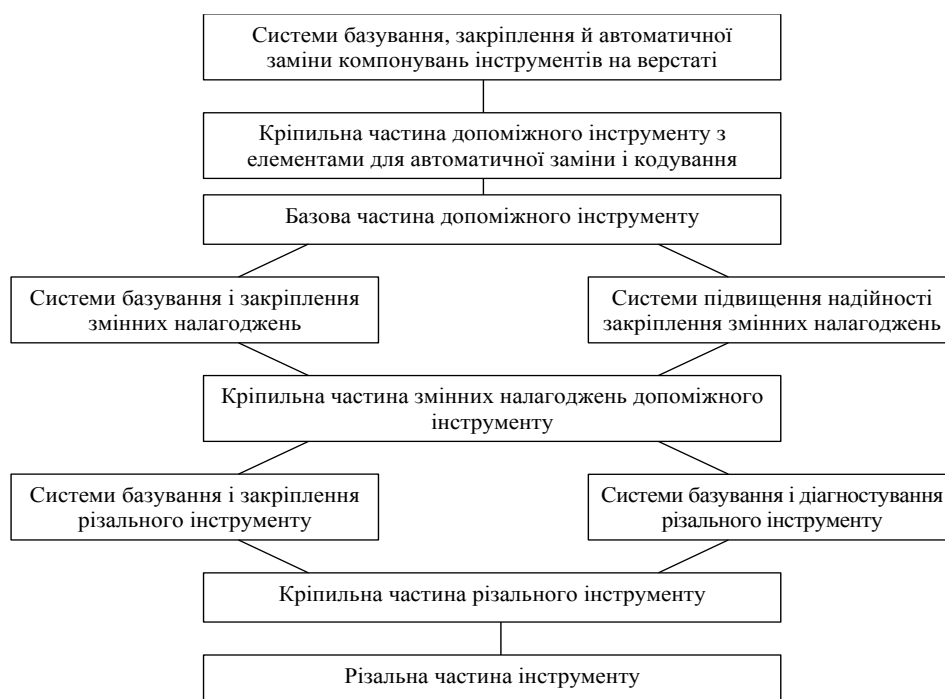 Системи базування, закріплення й автоматичної
заміни компонувань інструментів на верстаті
Кріпильна частина допоміжного інструменту з
елементами для автоматичної заміни і кодування
Базова частина допоміжного інструменту
Системи базування і закріплення
змінних налагоджень
Системи підвищення надійності
закріплення змінних налагоджень
Кріпильна частина змінних налагоджень допоміжного
інструменту
Системи базування і закріплення
різального інструменту
Системи базування і діагностування
різального інструменту
Кріпильна частина різального інструменту
Різальна частина інструменту